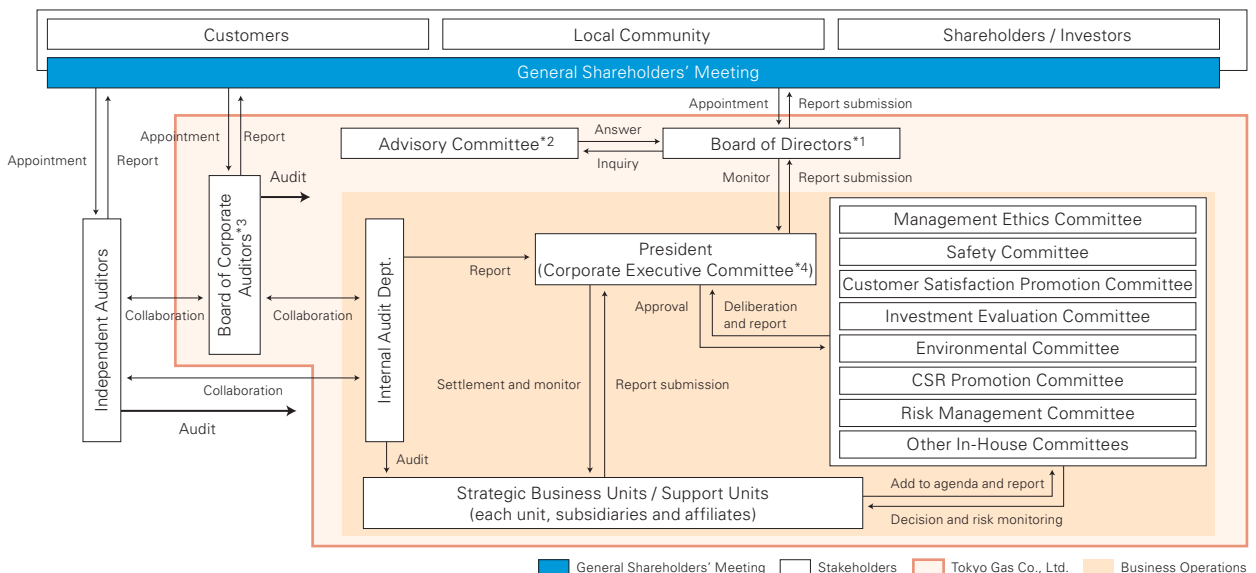 Customers
Local Community
Shareholders / Investors
General Shareholders’ Meeting
Appointment
Report
Appointment
Report
Appointment
Report submission
Advisory Committee*2
Answer
Inquiry
Board of Directors*1
Monitor
Report submission
Audit
Independent Auditors
Board of Corporate
Auditors*3
Internal Audit Dept.
Collaboration
Collaboration
Collaboration
Audit
Report
President
(Corporate Executive Committee*4)
Approval
Deliberation
and report
Settlement and monitor
Report submission
Management Ethics Committee
Safety Committee
Customer Satisfaction Promotion Committee
Investment Evaluation Committee
Environmental Committee
CSR Promotion Committee
Risk Management Committee
Other In-House Committees
Audit
Strategic Business Units / Support Units
(each unit, subsidiaries and affiliates)
Add to agenda and report
Decision and risk monitoring
General Shareholders’ Meeting
Stakeholders
Tokyo Gas Co., Ltd.
Business Operations